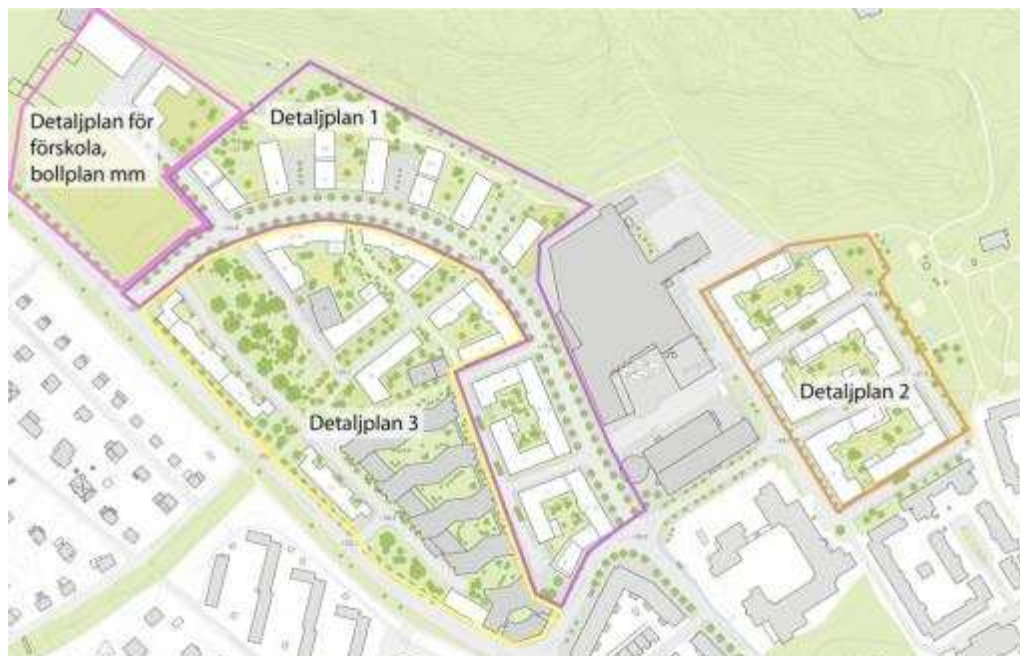 Detaljplan för
förskola,
bollplan mm
Detaljplan 1
Detaljplan 2
Detaljplan 3